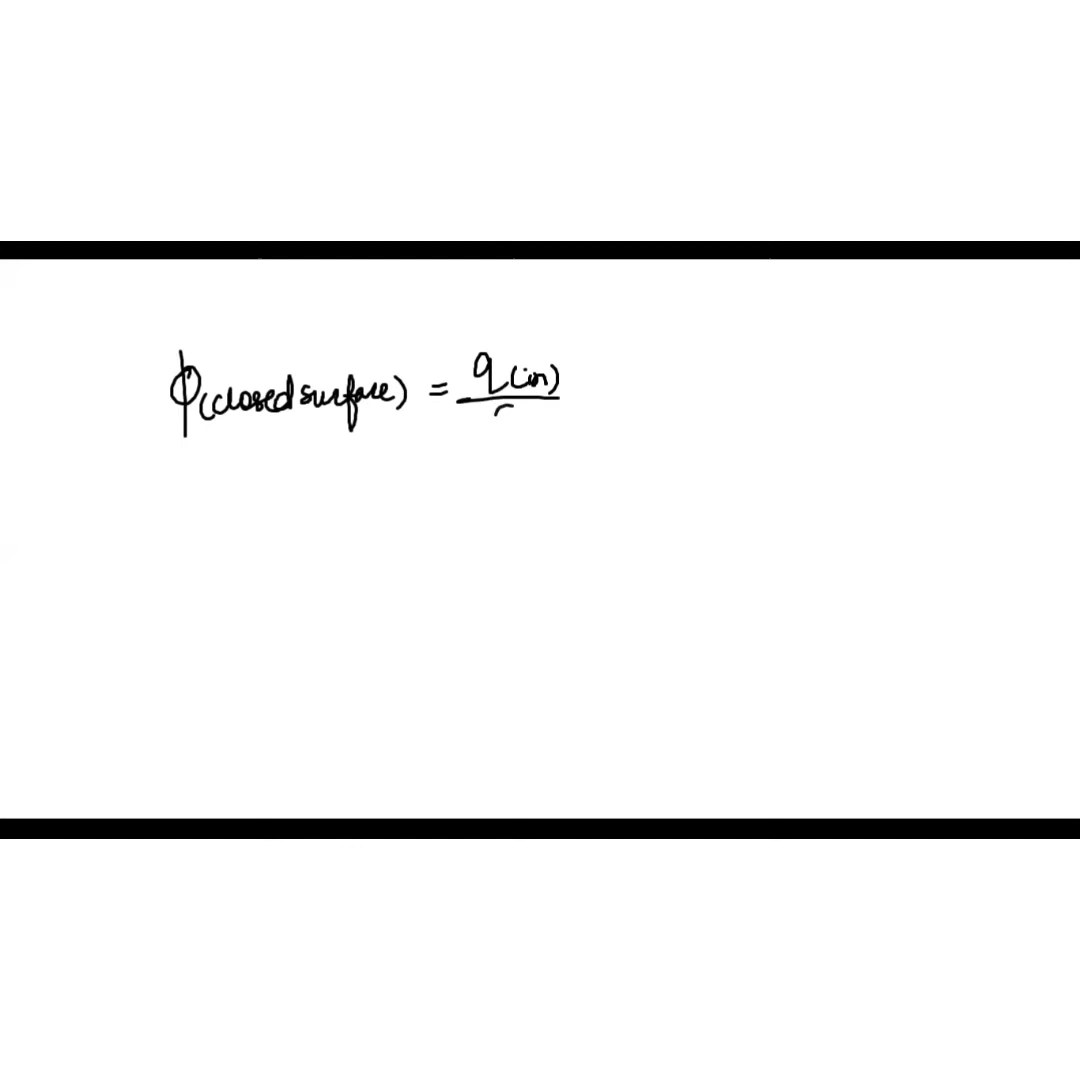 ϕ(closed surface) = q(in)